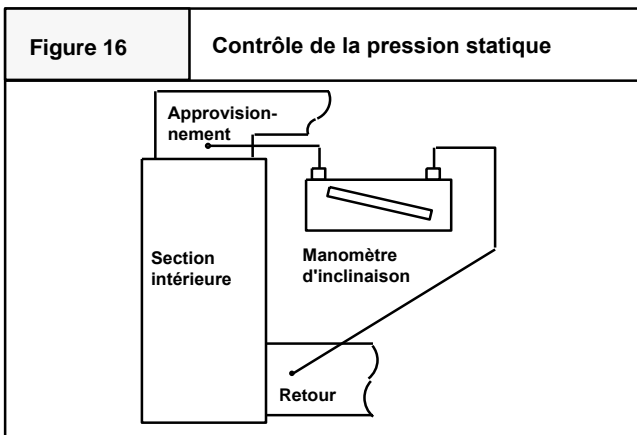 Figure 16
Contrôle de la pression statique
Approvision-
nement
Section
intérieure
Manomètre
d'inclinaison
Retour